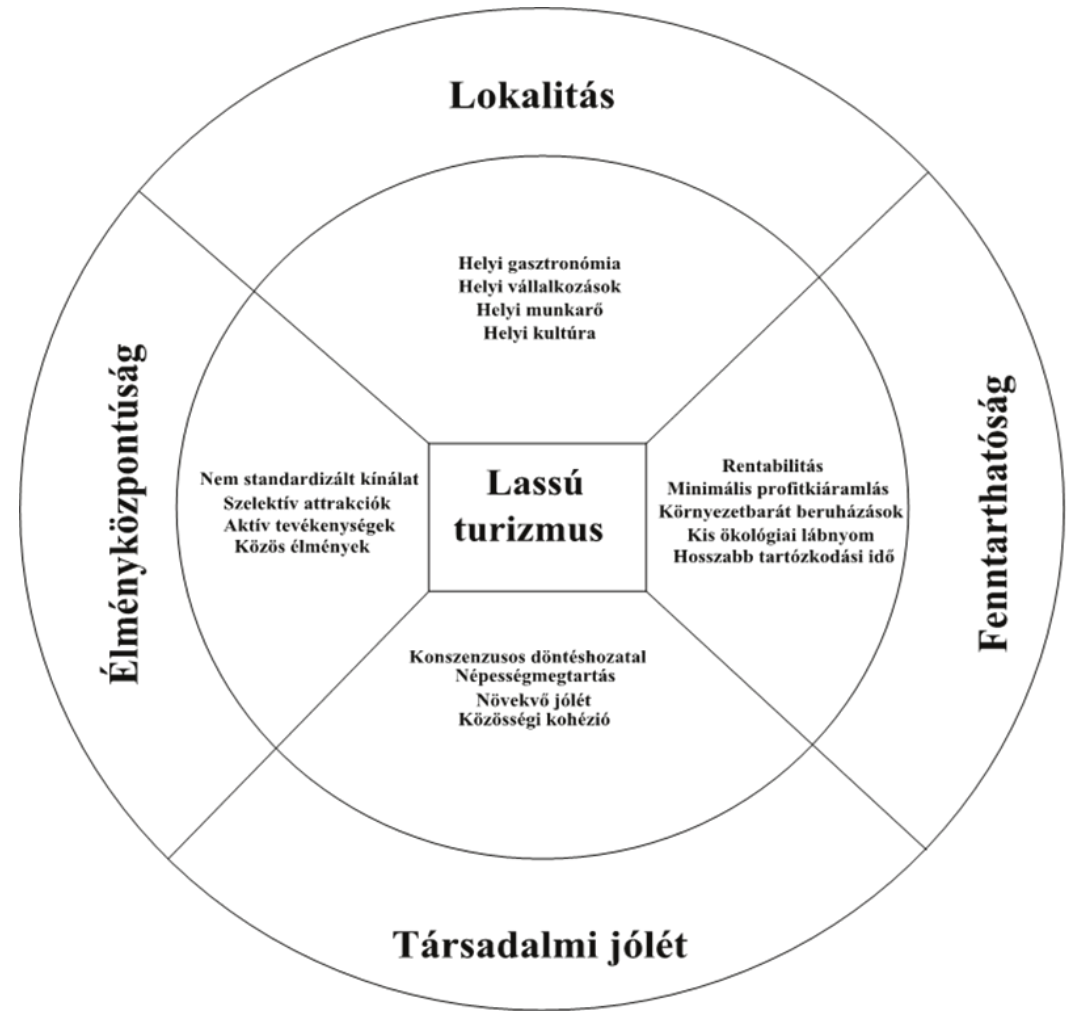 Lokalitás
Helyi gasztronómia
Helyi vállalkozások
Helyi munkarő
Helyi kultúra
Élményközpontúság
Nem standardizált kínálat
Szelektív attrakciók
Aktív tevékenységek
Közös élmények
Lassú
turizmus
Rentabilitás
Minimális profitkiáramlás
Környezetbarát beruházások
Kis ökológiai lábnyom
Hosszabb tartózkodási idő
Fenntarthatóság
Konszenzusos döntéshozatal
Népességmegtartás
Növekvő jólét
Közösségi kohézió
Társadalmi jólét